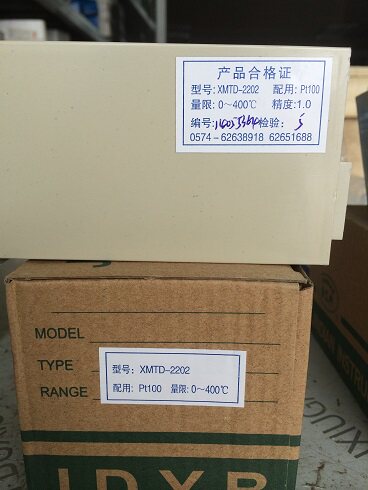 产品合格证
型号: XMTD-2202 配用: Pt100
量限: 0～400℃ 精度: 1.0
编号: 检验:
0574-62638918 62651688
MODEL
TYPE
RANGE
型号: XMTD-2202
配用: Pt100 量限: 0～400℃